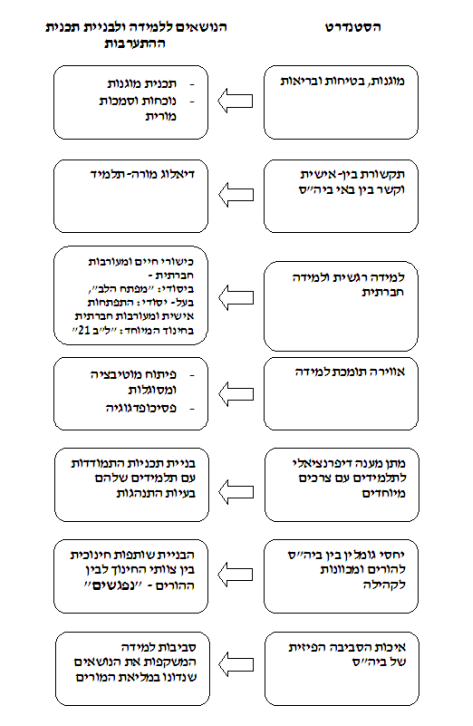 הסטנדרט
הנושאים ללמידה ולבניית תכנית
ההתערבות
מוגנות, בטיחות ובריאות
- תכנית מוגנות
- נוכחות וסמכות
מורית
תקשורת בין-אישית
וקשר בין באי ביה"ס
דיאלוג מורה-תלמיד
למידה רגשית ולמידה
חברתית
כישורי חיים ומעורבות
חברתית -
ביסודי: "מפתח הלב",
בעל- יסודי: התפתחות
אישית ומעורבות חברתית
בחינוך המיוחד: "ל"ב 21"
אווירה תומכת למידה
- פיתוח מוטיבציה
ומסוגלות
- פסיכופדגוגיה
מתן מענה דיפרנציאלי
לתלמידים עם צרכים
מיוחדים
בניית תכניות התמודדות
עם תלמידים שלהם
בעיות התנהגות
יחסי גומלין בין ביה"ס
להורים ומכוונות
לקהילה
הבניית שותפות חינוכית
בין צוותי החינוך לבין
ההורים - "נפגשים"
איכות הסביבה הפיזית
של ביה"ס
סביבות למידה
המשקפות את הנושאים
שנדונו במליאת המורים